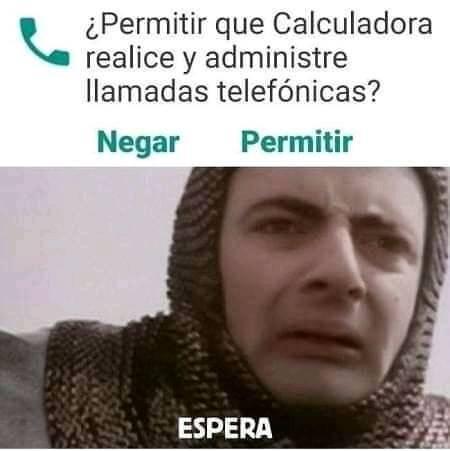 ¿Permitir que Calculadora
realice y administre
llamadas telefónicas?
Negar Permitir
ESPERA